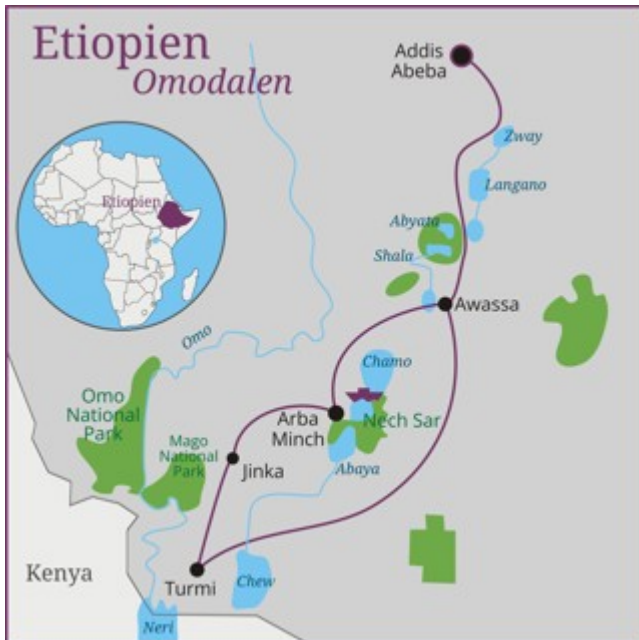 Etiopien
Omodalen
Addis
Abeba
Zway
Etiopien
Langano
Abyata
Shala
Awassa
Omo
Chamo
Omo
National
Park
Arba
Minch
Nech Sar
Mago
National
Park
Jinka
Abaya
Kenya
Turmi
Chew
Neri